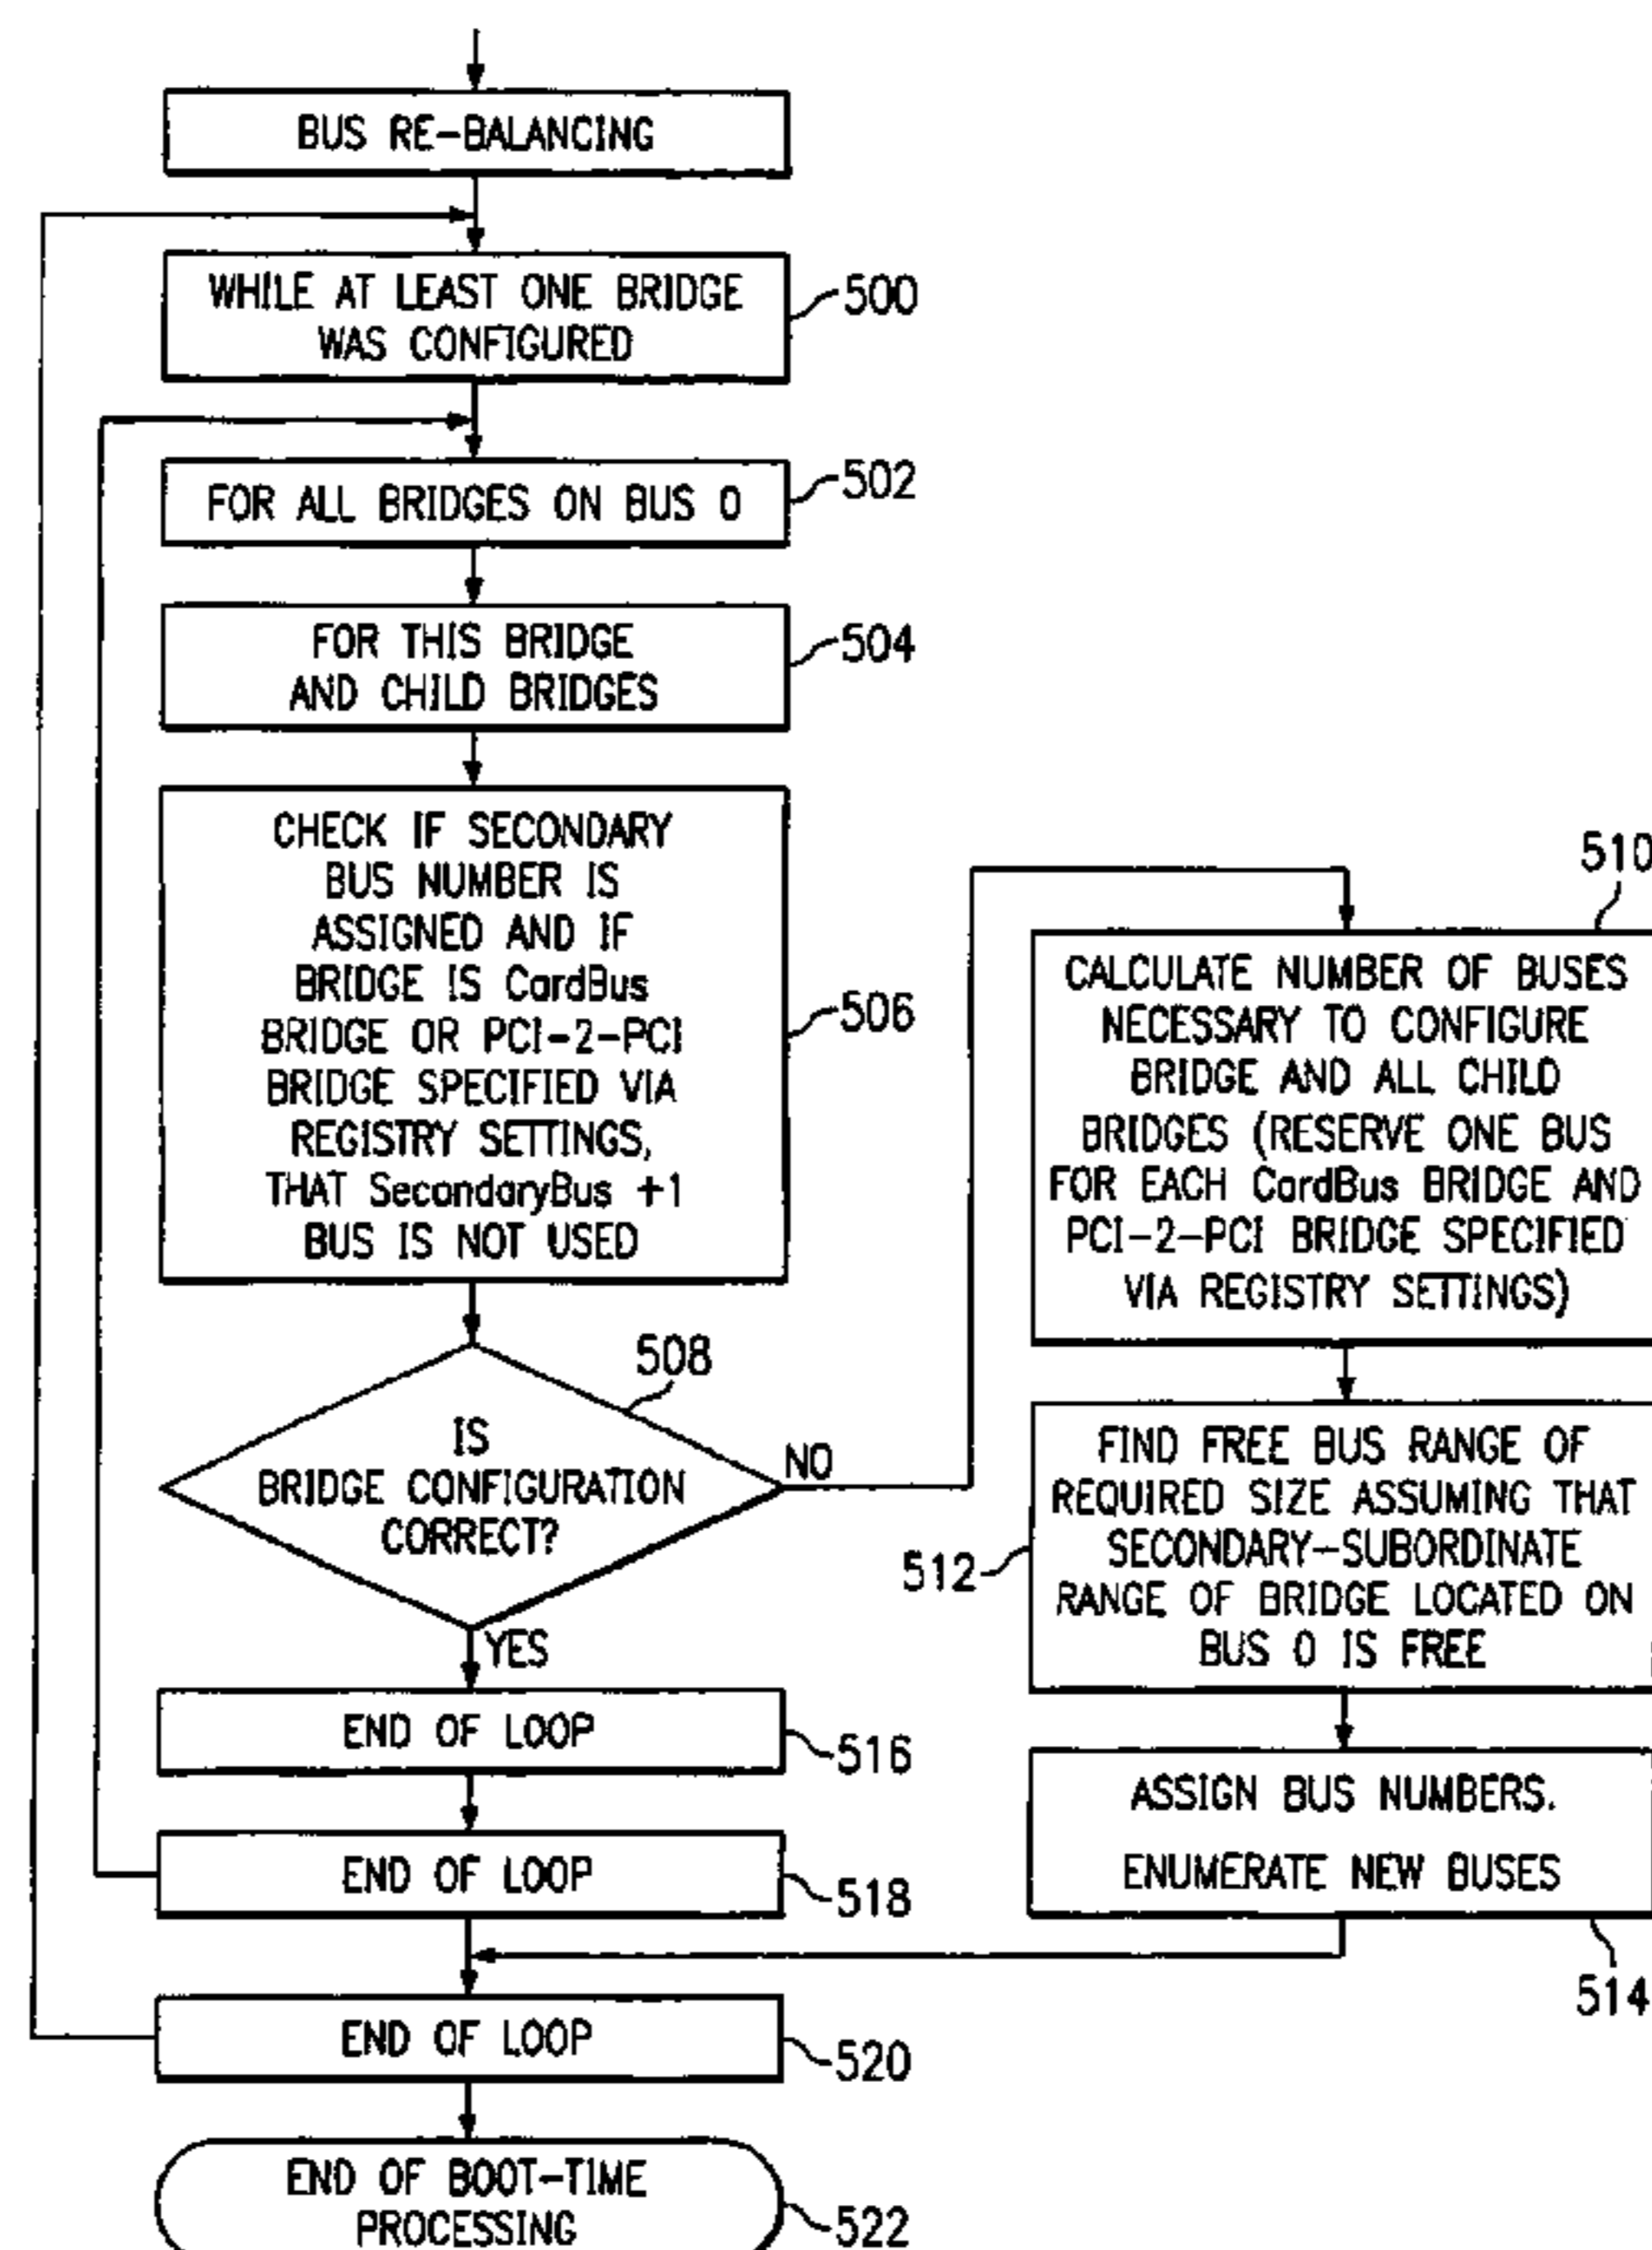 BUS RE-BALANCING
WHILE AT LEAST ONE BRIDGE
WAS CONFIGURED
500
FOR ALL BRIDGES ON BUS 0
502
FOR THIS BRIDGE
AND CHILD BRIDGES
504
CHECK IF SECONDARY
BUS NUMBER IS
ASSIGNED AND IF
BRIDGE IS CardBus
BRIDGE OR PCI-2-PCI
BRIDGE SPECIFIED VIA
REGISTRY SETTINGS,
THAT SecondaryBus +1
BUS IS NOT USED
506
508
IS
BRIDGE CONFIGURATION
CORRECT?
NO
YES
510
CALCULATE NUMBER OF BUSES
NECESSARY TO CONFIGURE
BRIDGE AND ALL CHILD
BRIDGES (RESERVE ONE BUS
FOR EACH CardBus BRIDGE AND
PCI-2-PCI BRIDGE SPECIFIED
VIA REGISTRY SETTINGS)
FIND FREE BUS RANGE OF
REQUIRED SIZE ASSUMING THAT
SECONDARY-SUBORDINATE
RANGE OF BRIDGE LOCATED ON
BUS 0 IS FREE
512
ASSIGN BUS NUMBERS.
ENUMERATE NEW BUSES
514
END OF LOOP
516
END OF LOOP
518
END OF LOOP
520
END OF BOOT-TIME
PROCESSING
522